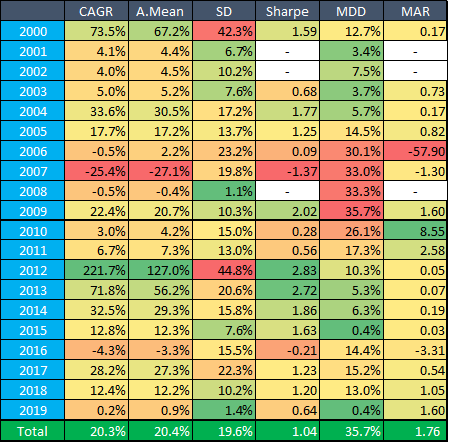 CAGR A.Mean SD Sharpe MDD MAR
2000 73.5% 67.2% 42.3% 1.59 12.7% 0.17
2001 4.1% 4.4% 6.7% - 3.4% -
2002 4.0% 4.5% 10.2% - 7.5% -
2003 5.0% 5.2% 7.6% 0.68 3.7% 0.73
2004 33.6% 30.5% 17.2% 1.77 5.7% 0.17
2005 17.7% 17.2% 13.7% 1.25 14.5% 0.82
2006 -0.5% 2.2% 23.2% 0.09 30.1% -57.90
2007 -25.4% -27.1% 19.8% -1.37 33.0% -1.30
2008 -0.5% -0.4% 1.1% - 33.3% -
2009 22.4% 20.7% 10.3% 2.02 35.7% 1.60
2010 3.0% 4.2% 15.0% 0.28 26.1% 8.55
2011 6.7% 7.3% 13.0% 0.56 17.3% 2.58
2012 221.7% 127.0% 44.8% 2.83 10.3% 0.05
2013 71.8% 56.2% 20.6% 2.72 5.3% 0.07
2014 32.5% 29.3% 15.8% 1.86 6.3% 0.19
2015 12.8% 12.3% 7.6% 1.63 0.4% 0.03
2016 -4.3% -3.3% 15.5% -0.21 14.4% -3.31
2017 28.2% 27.3% 22.3% 1.23 15.2% 0.54
2018 12.4% 12.2% 10.2% 1.20 13.0% 1.05
2019 0.2% 0.9% 1.4% 0.64 0.4% 1.60
Total 20.3% 20.4% 19.6% 1.04 35.7% 1.76